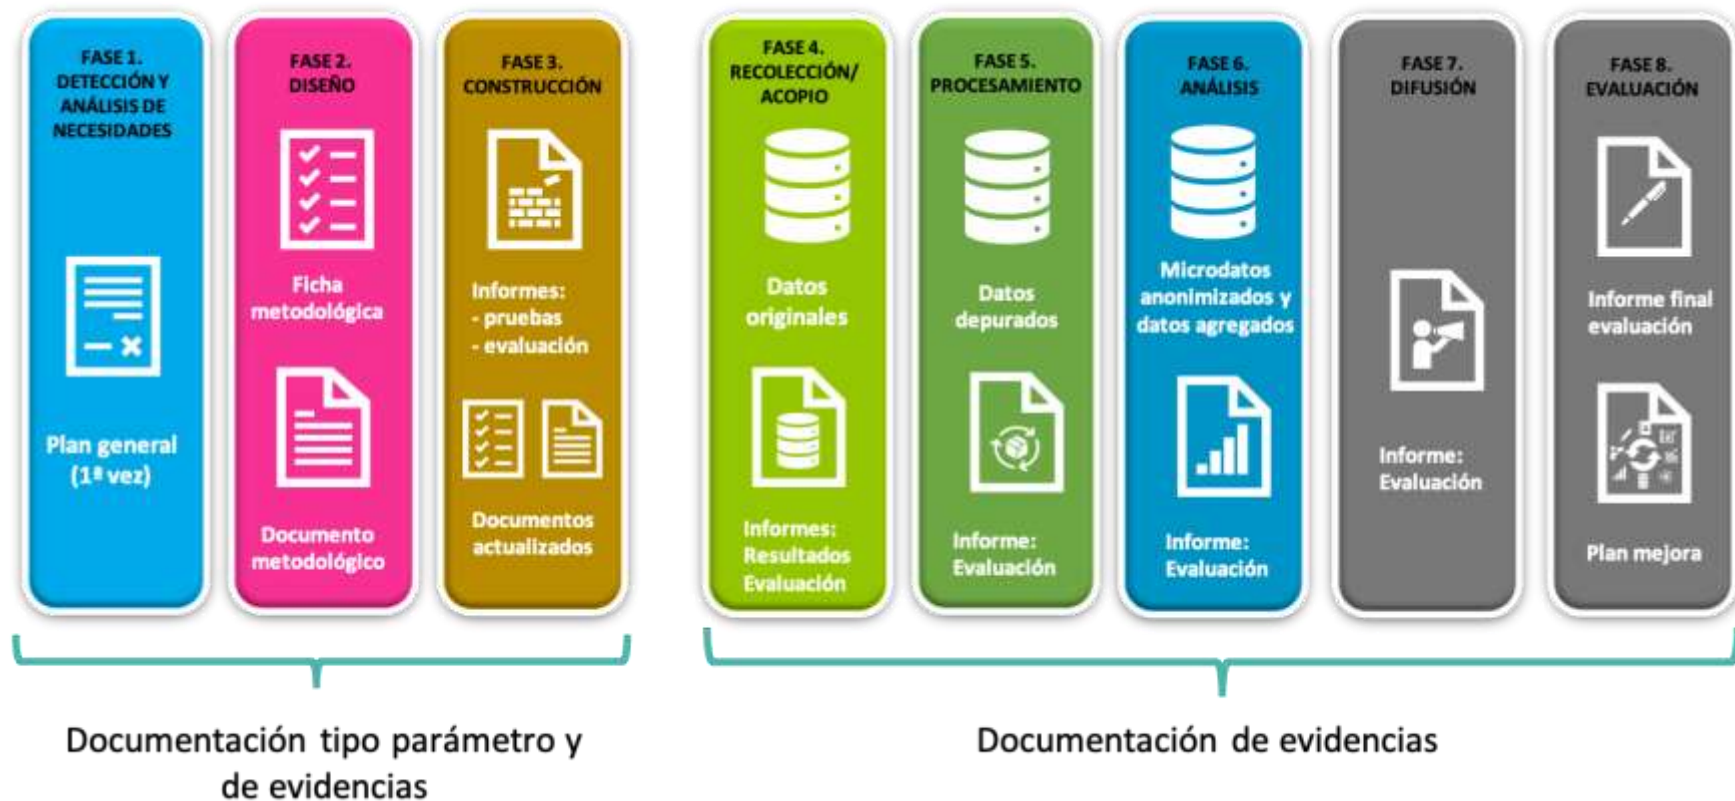 FASE 1.
DETECCIÓN Y
ANÁLISIS DE
NECESIDADES
Plan general
(1ª vez)
FASE 2.
DISEÑO
Ficha
metodológica
Documento
metodológico
FASE 3.
CONSTRUCCIÓN
Informes:
- pruebas
- evaluación
Documentos
actualizados
FASE 4.
RECOLECCIÓN/
ACOPIO
Datos
originales
Informes:
Resultados
Evaluación
FASE 5.
PROCESAMIENTO
Datos
depurados
Informe:
Evaluación
FASE 6.
ANÁLISIS
Microdatos
anonimizados y
datos agregados
Informe:
Evaluación
FASE 7.
DIFUSIÓN
Informe:
Evaluación
FASE 8.
EVALUACIÓN
Informe final
evaluación
Plan mejora
Documentación tipo parámetro y
de evidencias
Documentación de evidencias